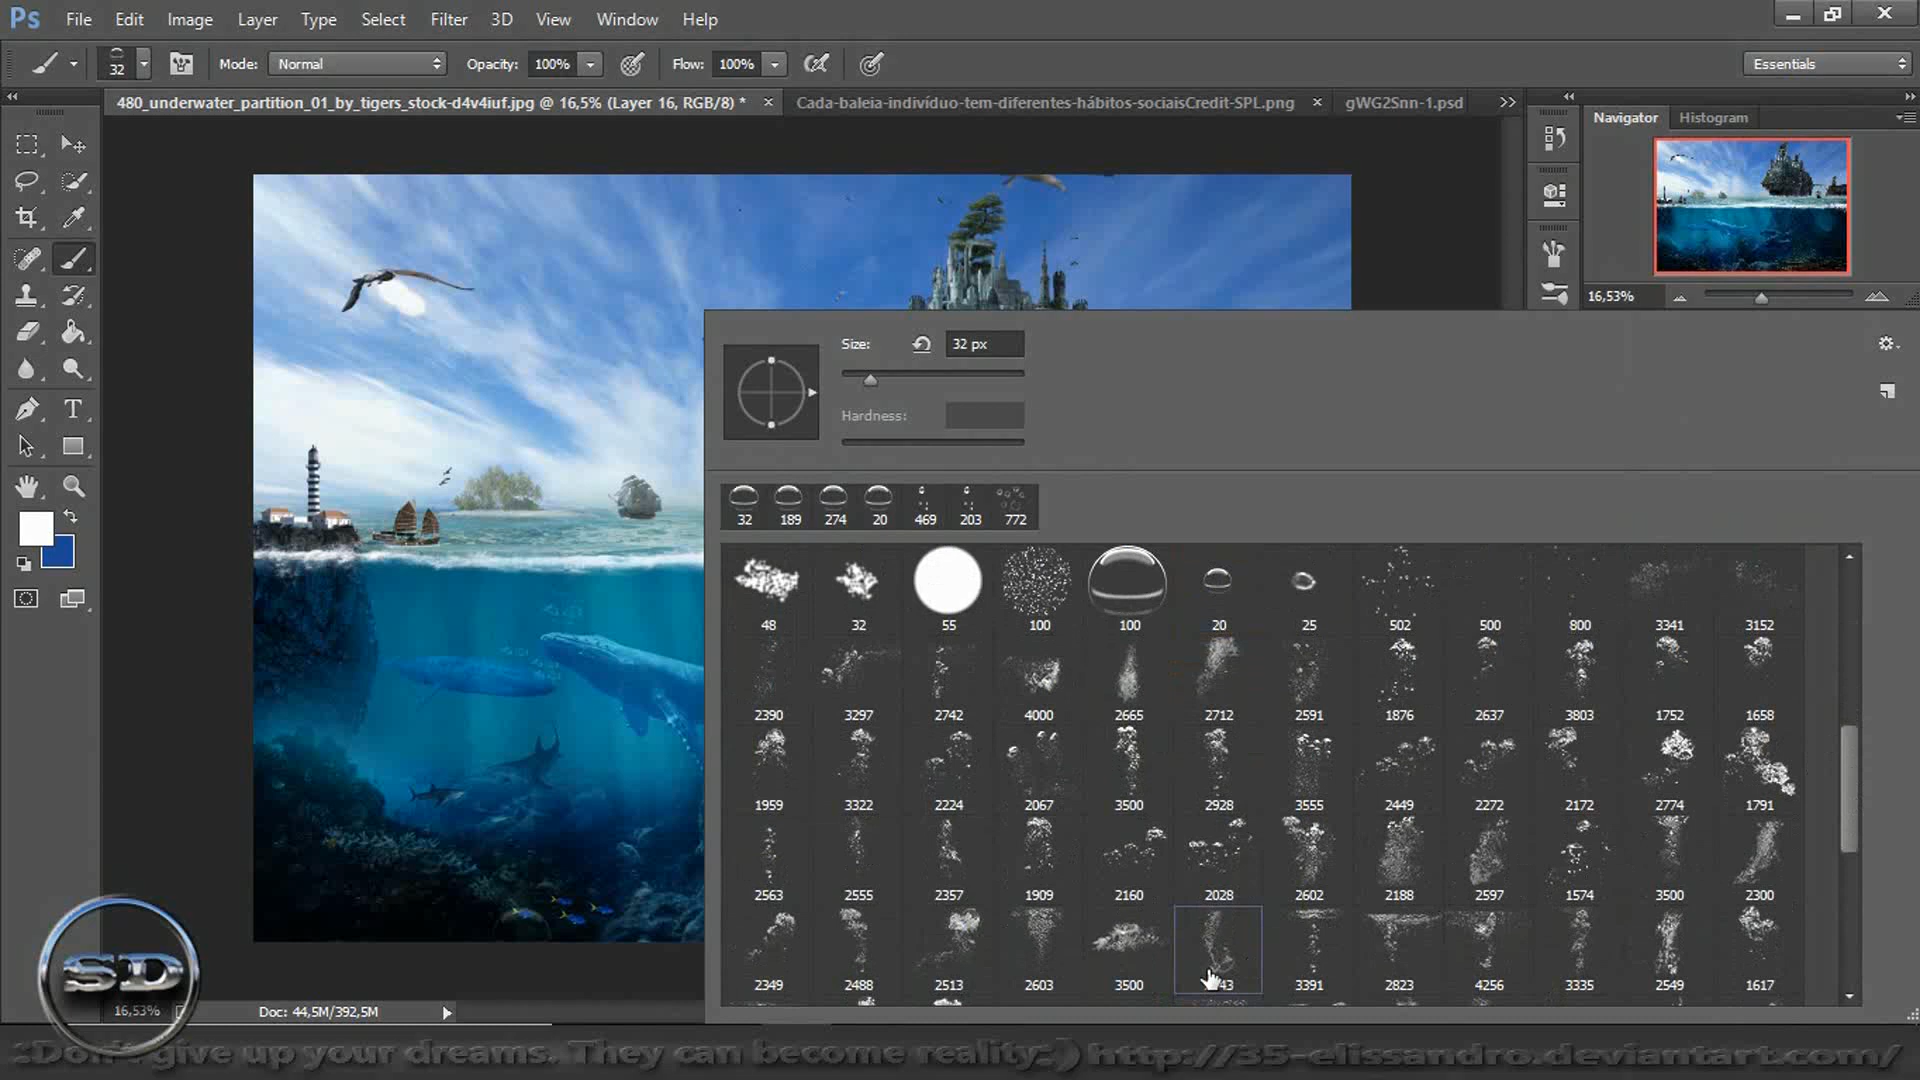 Ps File Edit Image Layer Type Select Filter 3D View Window Help
32 Mode: Normal Opacity: 100% Flow: 100% Essentials
480_underwater_partition_01_by_tigers_stock-d4v4iuf.jpg @ 16,5% (Layer 16, RGB/8) * × Cada-baleia-indivíduo-tem-diferentes-hábitos-sociaisCredit-SPL.png × gWG2Snn-1.psd
Navigator Histogram
16,53%
Size: 32 px
Hardness:
32 189 274 20 469 203 772
48 32 55 100 100 20 25 502 500 800 3341 3152
2390 3297 2742 4000 2665 2712 2591 1876 2637 3803 1752 1658
1959 3322 2224 2067 3500 2928 3555 2449 2272 2172 2774 1791
2563 2555 2357 1909 2160 2028 2602 2188 2597 1574 3500 2300
2349 2488 2513 2603 3500 3391 2823 4256 3335 2549 1617
SD
16,53% Doc: 44,5M/392,5M
:Don't give up your dreams. They can become reality:) http://35-elissandro.deviantart.com/